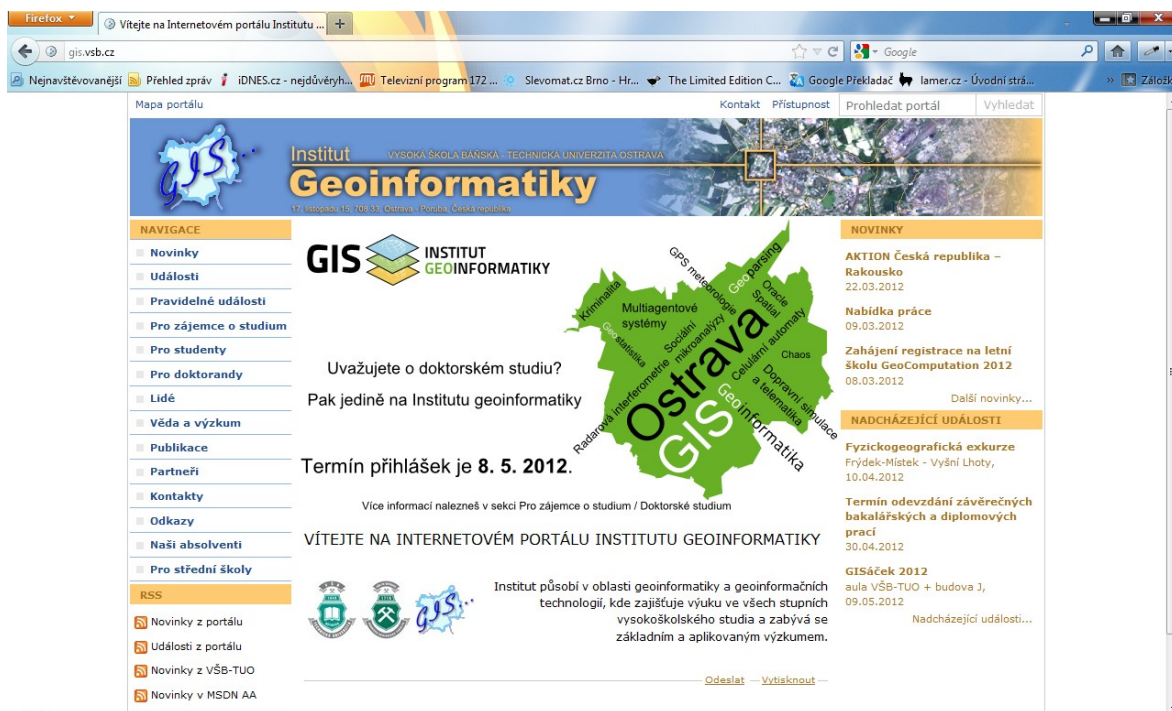 Firefox
Vítejte na Internetovém portálu Institutu ...
gis.vsb.cz
Google
Nejnavštěvovanější
Přehled zpráv
iDNES.cz - nejdůvěryh...
Televizní program 172 ...
Slevomat.cz Brno - Hr...
The Limited Edition C...
Google Překladač
lamer.cz - Úvodní strá...
Záložk
Mapa portálu
Kontakt
Přístupnost
Prohledat portál
Vyhledat
GIS...
Institut
VYSOKÁ ŠKOLA BÁŇSKÁ - TECHNICKÁ UNIVERZITA OSTRAVA
Geoinformatiky
17. listopadu 15, 708 33, Ostrava - Poruba, Česká republika
NAVIGACE
Novinky
Události
Pravidelné události
Pro zájemce o studium
Pro studenty
Pro doktorandy
Lidé
Věda a výzkum
Publikace
Partneři
Kontakty
Odkazy
Naši absolventi
Pro střední školy
RSS
Novinky z portálu
Události z portálu
Novinky z VŠB-TUO
Novinky v MSDN AA
GIS
INSTITUT
GEOINFORMATIKY
Uvažujete o doktorském studiu?
Pak jedině na Institutu geoinformatiky
Termín přihlášek je 8. 5. 2012.
Kriminalita
Multiagentové
systémy
GPS meteorologie
Geoparsing
Oracle
Spatial
Geostatistika
Sociální
mikroanalýzy
Celulární automaty
Chaos
Radarová interferometrie
Ostrava
GIS
Geoinformatika
Dopravní simulace
a telematika
Více informací nalezneš v sekci Pro zájemce o studium / Doktorské studium
VÍTEJTE NA INTERNETOVÉM PORTÁLU INSTITUTU GEOINFORMATIKY
GIS...
Institut působí v oblasti geoinformatiky a geoinformačních
technologií, kde zajišťuje výuku ve všech stupních
vysokoškolského studia a zabývá se
základním a aplikovaným výzkumem.
Odeslat — Vytisknout
NOVINKY
AKTION Česká republika –
Rakousko
22.03.2012
Nabídka práce
09.03.2012
Zahájení registrace na letní
školu GeoComputation 2012
08.03.2012
Další novinky...
NADCHÁZEJÍCÍ UDÁLOSTI
Fyzickogeografická exkurze
Frýdek-Místek - Vyšní Lhoty,
10.04.2012
Termín odevzdání závěrečných
bakalářských a diplomových
prací
30.04.2012
GISáček 2012
aula VŠB-TUO + budova J,
09.05.2012
Nadcházející události...